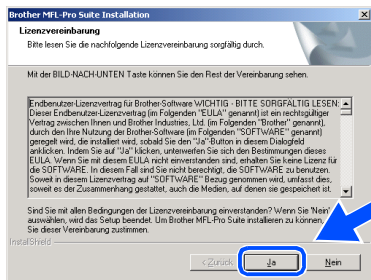 Brother MFL-Pro Suite Installation
Lizenzvereinbarung
Bitte lesen Sie die nachfolgende Lizenzvereinbarung sorgfältig durch.
Mit der BILD-NACH-UNTEN Taste können Sie den Rest der Vereinbarung sehen.
Endbenutzer-Lizenzvertrag für Brother-Software WICHTIG - BITTE SORGFÄLTIG LESEN:
Dieser Endbenutzer-Lizenzvertrag (im Folgenden "EULA" genannt) ist ein rechtsgültiger
Vertrag zwischen Ihnen und Brother Industries, Ltd. (im Folgenden "Brother" genannt),
durch den Ihre Nutzung der Brother-Software (im Folgenden "SOFTWARE" genannt)
geregelt wird, die installiert wird, sobald Sie den "Ja"-Button in diesem Dialogfeld
anklicken. Indem Sie auf "Ja" klicken, unterwerfen Sie sich den Bestimmungen dieses
EULA. Wenn Sie mit diesem EULA nicht einverstanden sind, erhalten Sie keine Lizenz für
die SOFTWARE. In diesem Fall sind Sie nicht berechtigt, die SOFTWARE zu benutzen.
Soweit in diesem Lizenzvertrag auf "SOFTWARE" Bezug genommen wird, umfasst dies,
soweit es der Zusammenhang gestattet, auch die Medien, auf denen sie gespeichert ist.
Sind Sie mit allen Bedingungen der Lizenzvereinbarung einverstanden? Wenn Sie 'Nein'
auswählen, wird das Setup beendet. Um Brother MFL-Pro Suite installieren zu können,
Sie dieser Vereinbarung zustimmen.
InstallShield
< Zurück
Ja
Nein